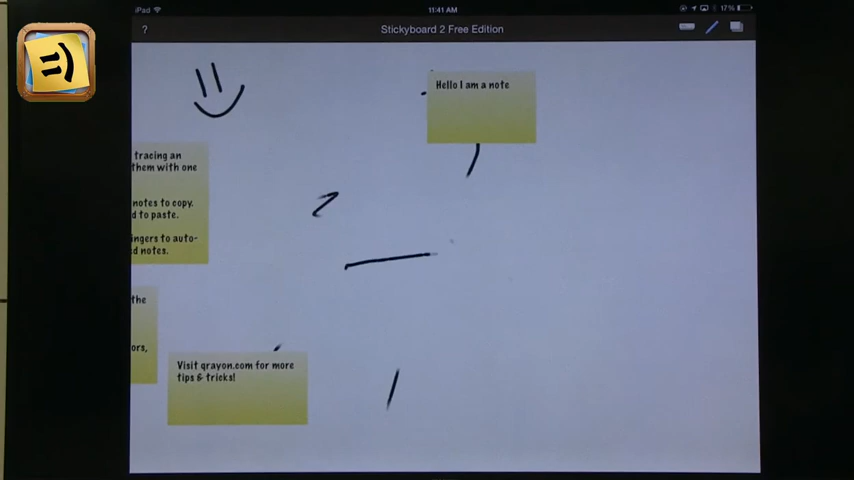 iPad
11:41 AM
17%
?
Stickyboard 2 Free Edition
Hello I am a note
tracing an
them with one
notes to copy.
d to paste.
ingers to auto-
d notes.
the
ors,
Visit qrayon.com for more
tips & tricks!